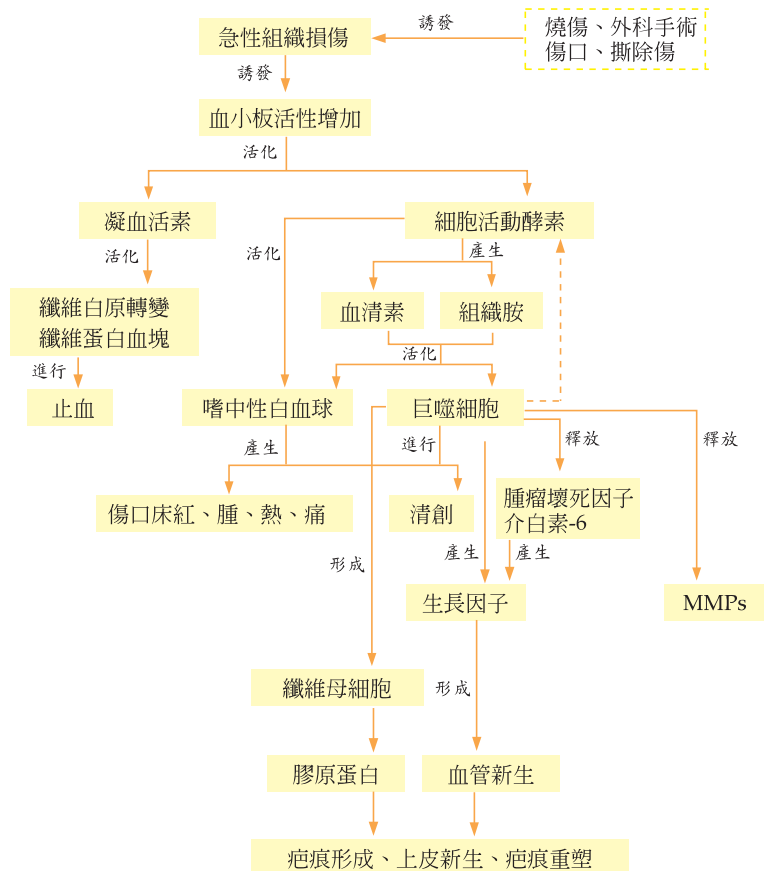 誘發
燒傷、外科手術
傷口、撕除傷
急性組織損傷
誘發
血小板活性增加
活化
凝血活素
細胞活動酵素
活化
活化
產生
纖維白原轉變
纖維蛋白血塊
血清素
組織胺
進行
活化
止血
嗜中性白血球
巨噬細胞
產生
進行
釋放
釋放
傷口床紅、腫、熱、痛
清創
腫瘤壞死因子
介白素-6
形成
產生
產生
生長因子
MMPs
纖維母細胞
形成
膠原蛋白
血管新生
疤痕形成、上皮新生、疤痕重塑